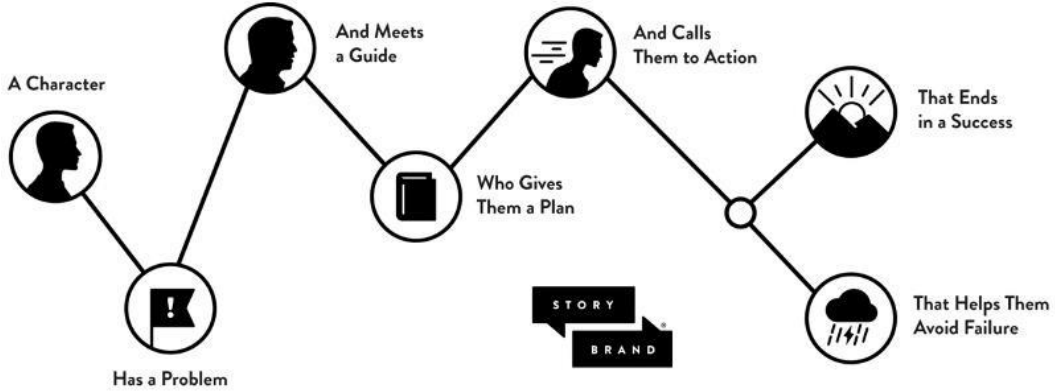 A Character
Has a Problem
And Meets
a Guide
Who Gives
Them a Plan
And Calls
Them to Action
That Ends
in a Success
That Helps Them
Avoid Failure
!
STORY
BRAND®